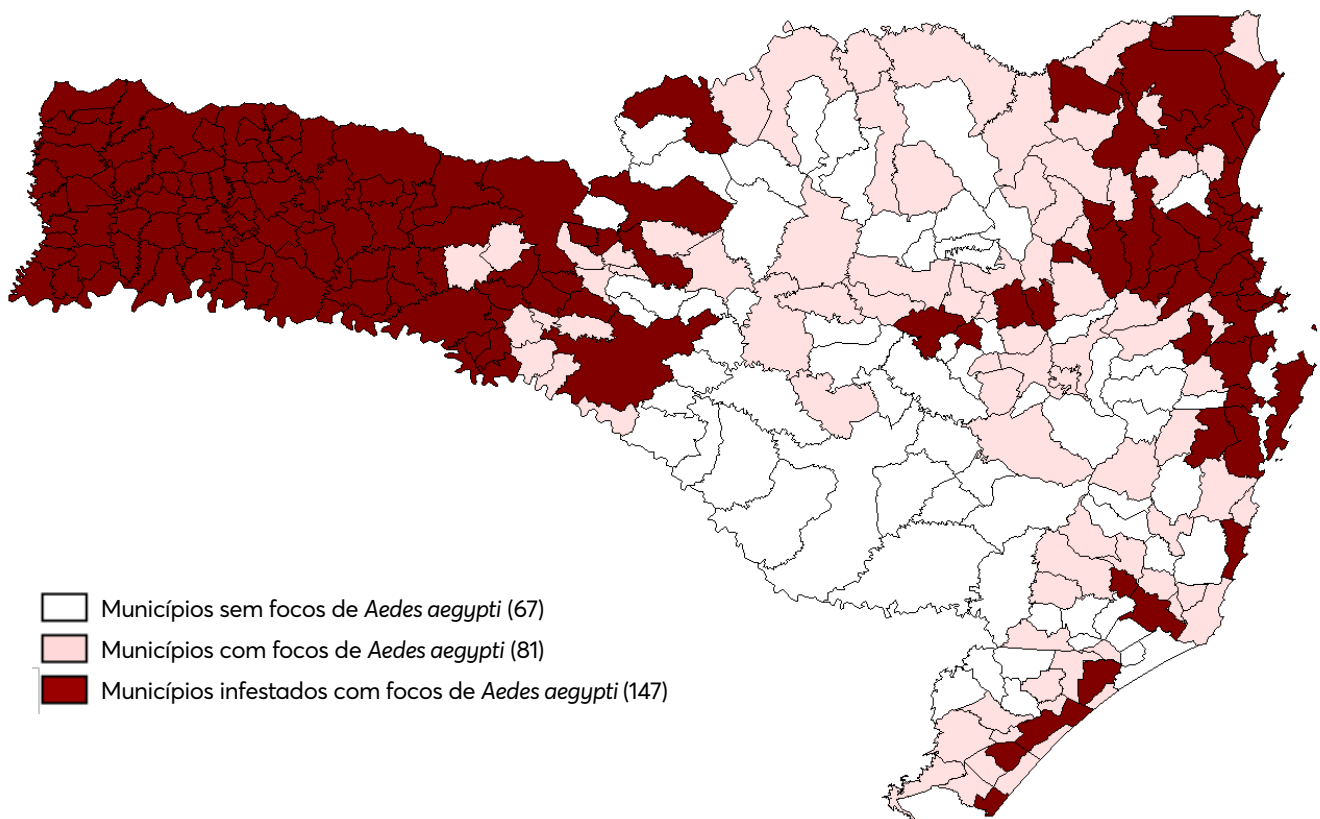 Municípios sem focos de Aedes aegypti (67)
Municípios com focos de Aedes aegypti (81)
Municípios infestados com focos de Aedes aegypti (147)